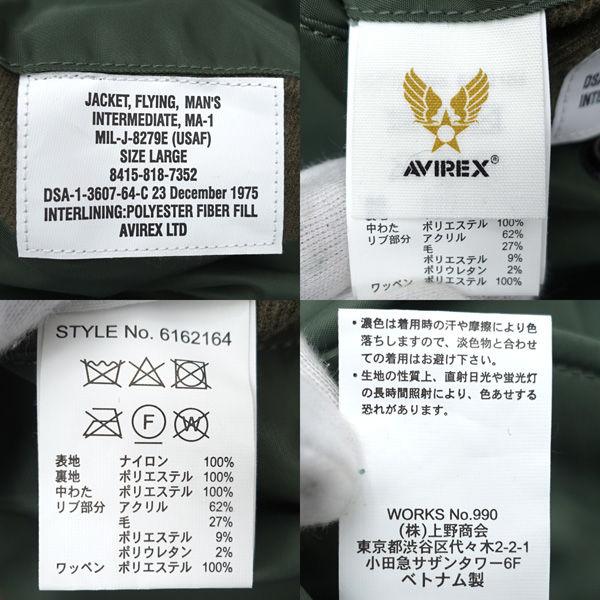 JACKET, FLYING, MAN'S
INTERMEDIATE, MA-1
MIL-J-8279E (USAF)
SIZE LARGE
8415-818-7352
DSA-1-3607-64-C 23 December 1975
INTERLINING:POLYESTER FIBER FILL
AVIREX LTD
AVIREX®
中わた ポリエステル 100%
リブ部分 アクリル 62%
毛 27%
ポリエステル 9%
ポリウレタン 2%
ワッペン ポリエステル 100%
STYLE No. 6162164
F
W
表地 ナイロン 100%
裏地 ポリエステル 100%
中わた ポリエステル 100%
リブ部分 アクリル 62%
毛 27%
ポリエステル 9%
ポリウレタン 2%
ワッペン ポリエステル 100%
・濃色は着用時の汗や摩擦により色
落ちしますので、淡色物と合わせ
ての着用はお避け下さい。
・生地の性質上、直射日光や蛍光灯
の長時間照射により、色あせする
恐れがあります。
WORKS No.990
(株)上野商会
東京都渋谷区代々木2-2-1
小田急サザンタワー6F
ベトナム製